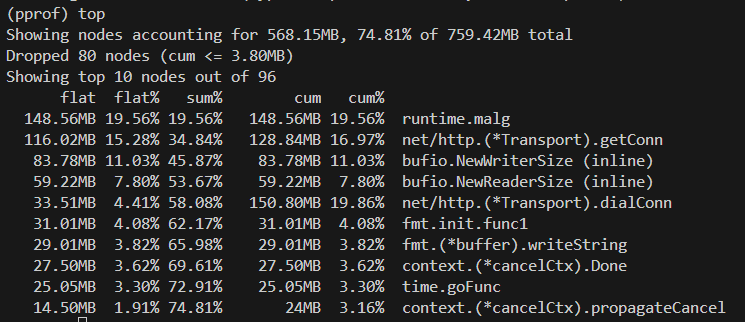 (pprof) top
Showing nodes accounting for 568.15MB, 74.81% of 759.42MB total
Dropped 80 nodes (cum <= 3.80MB)
Showing top 10 nodes out of 96
flat flat% sum% cum cum%
148.56MB 19.56% 19.56% 148.56MB 19.56% runtime.malg
116.02MB 15.28% 34.84% 128.84MB 16.97% net/http.(*Transport).getConn
83.78MB 11.03% 45.87% 83.78MB 11.03% bufio.NewWriterSize (inline)
59.22MB 7.80% 53.67% 59.22MB 7.80% bufio.NewReaderSize (inline)
33.51MB 4.41% 58.08% 150.80MB 19.86% net/http.(*Transport).dialConn
31.01MB 4.08% 62.17% 31.01MB 4.08% fmt.init.func1
29.01MB 3.82% 65.98% 29.01MB 3.82% fmt.(*buffer).writeString
27.50MB 3.62% 69.61% 27.50MB 3.62% context.(*cancelCtx).Done
25.05MB 3.30% 72.91% 25.05MB 3.30% time.goFunc
14.50MB 1.91% 74.81% 24MB 3.16% context.(*cancelCtx).propagateCancel